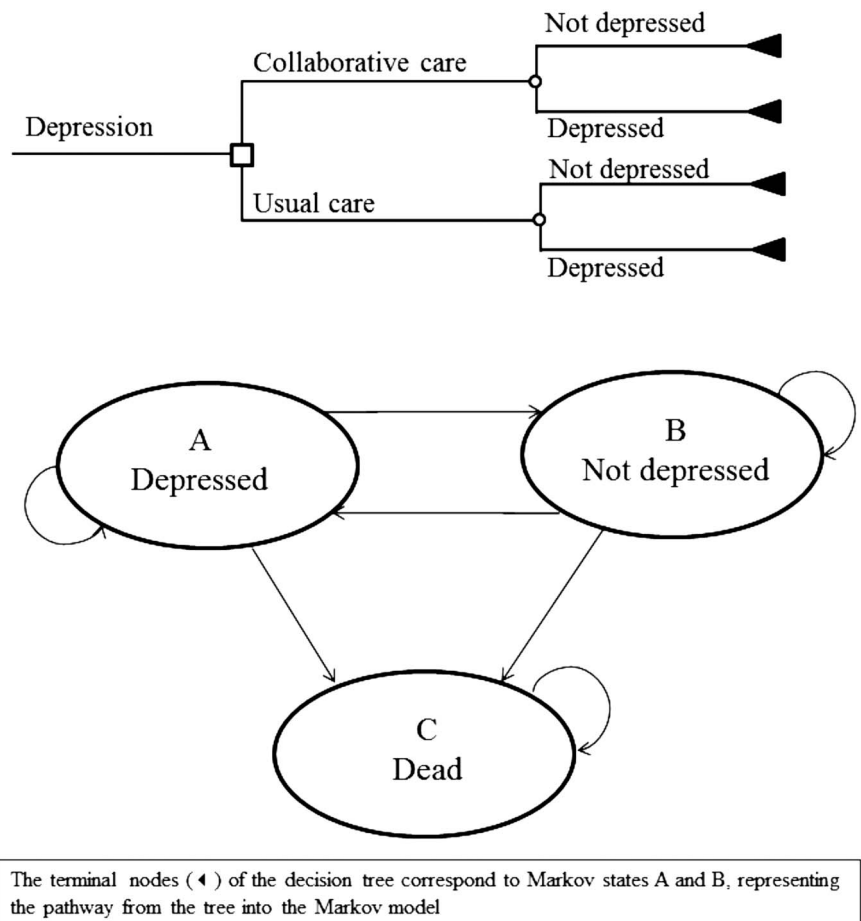 Not depressed
Collaborative care
Depression
Depressed
Not depressed
Usual care
Depressed
A
Depressed
B
Not depressed
C
Dead
The terminal nodes (◀) of the decision tree correspond to Markov states A and B, representing
the pathway from the tree into the Markov model